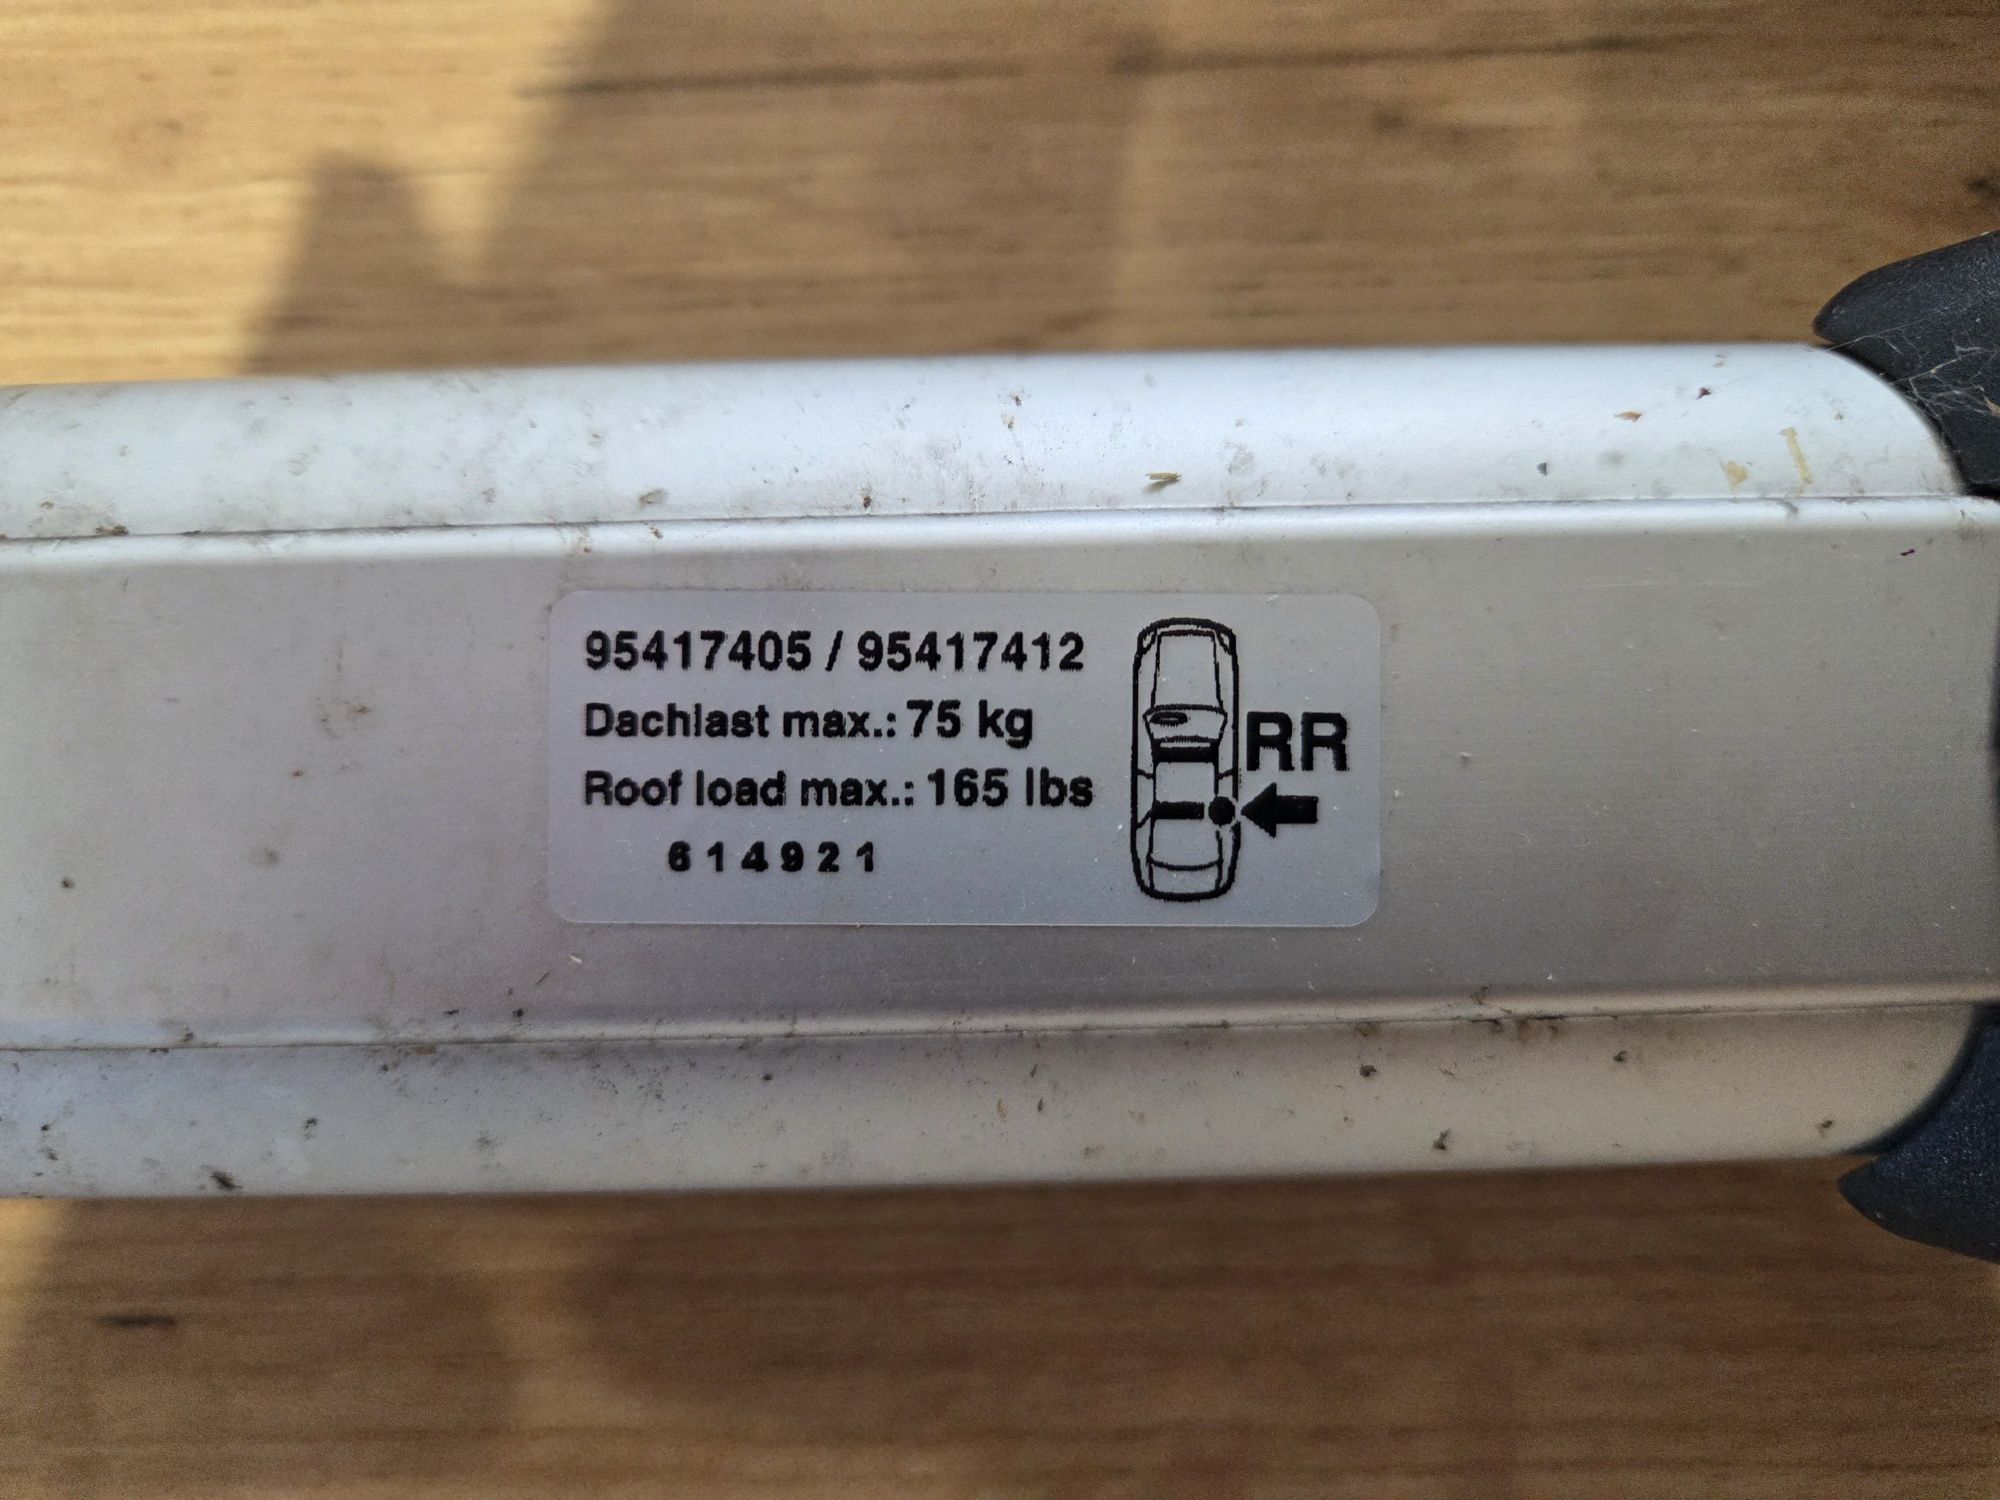 95417405 / 95417412
Dachlast max.: 75 kg
Roof load max.: 165 lbs
614921
RR